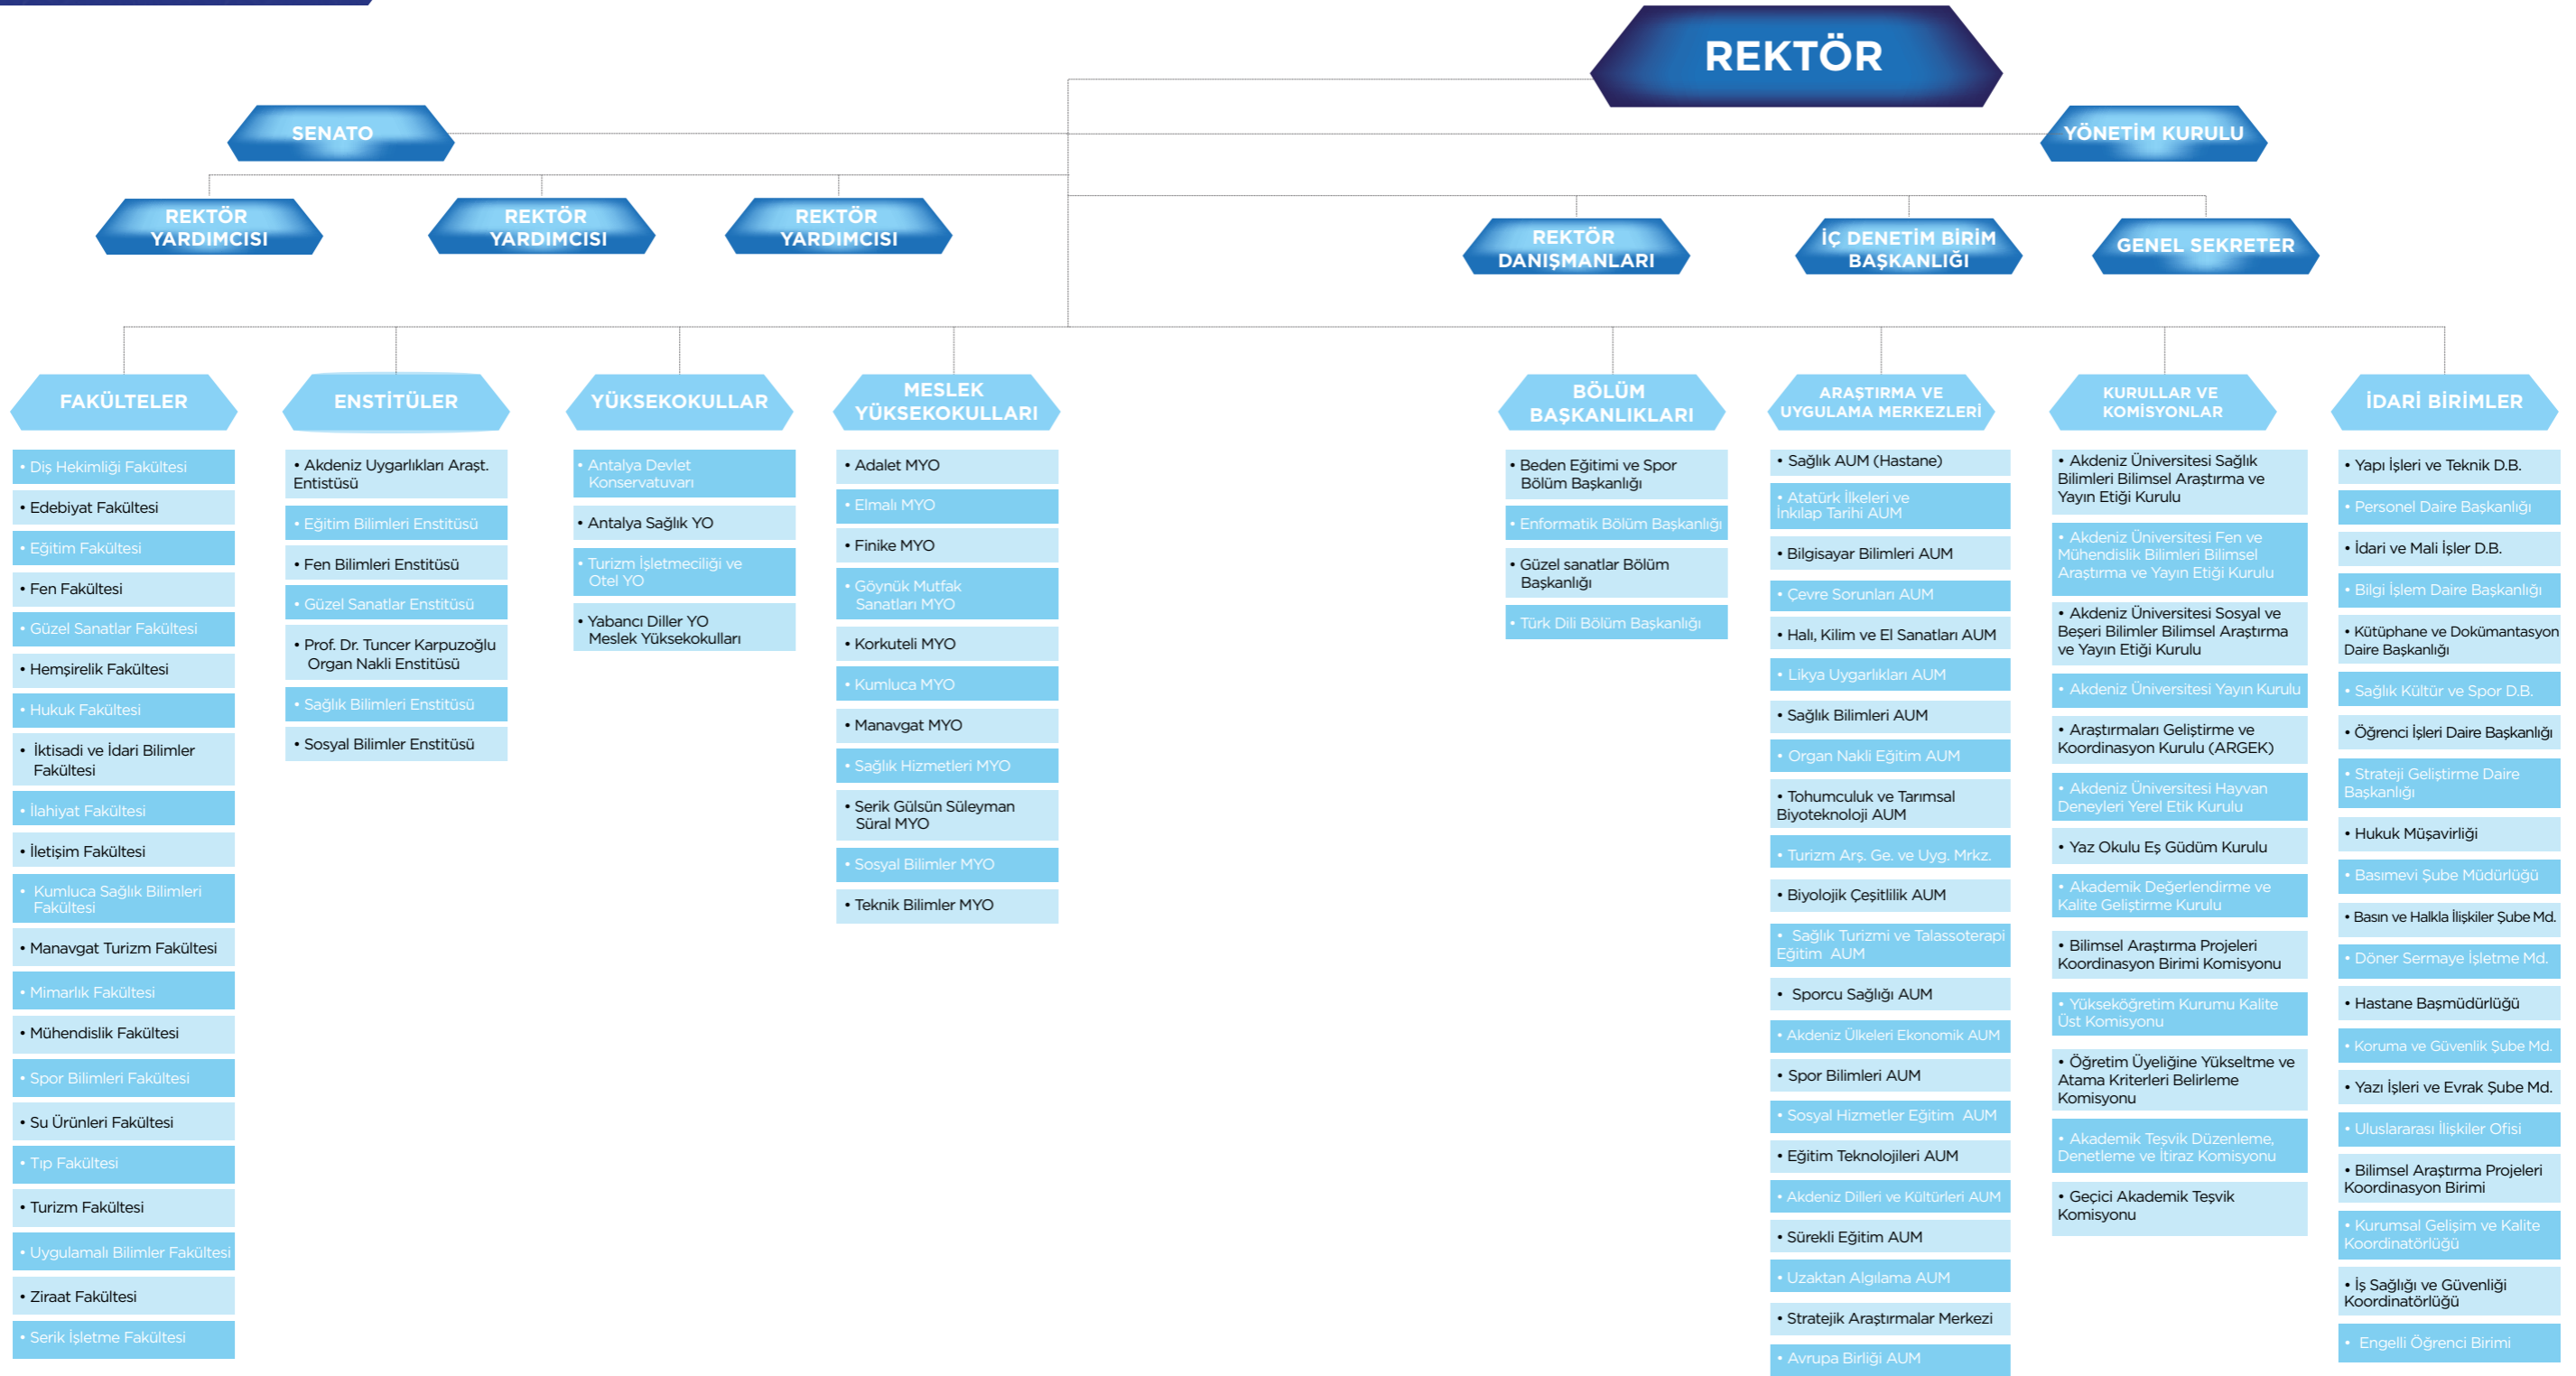 REKTÖR
SENATO
YÖNETİM KURULU
REKTÖR
YARDIMCISI
REKTÖR
YARDIMCISI
REKTÖR
YARDIMCISI
REKTÖR
DANIŞMANLARI
İÇ DENETİM BİRİM
BAŞKANLIĞI
GENEL SEKRETER
FAKÜLTELER
• Diş Hekimliği Fakültesi
• Edebiyat Fakültesi
• Eğitim Fakültesi
• Fen Fakültesi
• Güzel Sanatlar Fakültesi
• Hemşirelik Fakültesi
• Hukuk Fakültesi
• İktisadi ve İdari Bilimler
Fakültesi
• İlahiyat Fakültesi
• İletişim Fakültesi
• Kumluca Sağlık Bilimleri
Fakültesi
• Manavgat Turizm Fakültesi
• Mimarlık Fakültesi
• Mühendislik Fakültesi
• Spor Bilimleri Fakültesi
• Su Ürünleri Fakültesi
• Tıp Fakültesi
• Turizm Fakültesi
• Uygulamalı Bilimler Fakültesi
• Ziraat Fakültesi
• Serik İşletme Fakültesi
ENSTİTÜLER
• Akdeniz Uygarlıkları Araşt.
Entistüsü
• Eğitim Bilimleri Enstitüsü
• Fen Bilimleri Enstitüsü
• Güzel Sanatlar Enstitüsü
• Prof. Dr. Tuncer Karpuzoğlu
Organ Nakli Enstitüsü
• Sağlık Bilimleri Enstitüsü
• Sosyal Bilimler Enstitüsü
YÜKSEKOKULLAR
• Antalya Devlet
Konservatuvarı
• Antalya Sağlık YO
• Turizm İşletmeciliği ve
Otel YO
• Yabancı Diller YO
Meslek Yüksekokulları
MESLEK
YÜKSEKOKULLARI
• Adalet MYO
• Elmalı MYO
• Finike MYO
• Göynük Mutfak
Sanatları MYO
• Korkuteli MYO
• Kumluca MYO
• Manavgat MYO
• Sağlık Hizmetleri MYO
• Serik Gülsün Süleyman
Süral MYO
• Sosyal Bilimler MYO
• Teknik Bilimler MYO
BÖLÜM
BAŞKANLIKLARI
• Beden Eğitimi ve Spor
Bölüm Başkanlığı
• Enformatik Bölüm Başkanlığı
• Güzel sanatlar Bölüm
Başkanlığı
• Türk Dili Bölüm Başkanlığı
ARAŞTIRMA VE
UYGULAMA MERKEZLERİ
• Sağlık AUM (Hastane)
• Atatürk İlkeleri ve
İnkılap Tarihi AUM
• Bilgisayar Bilimleri AUM
• Çevre Sorunları AUM
• Halı, Kilim ve El Sanatları AUM
• Likya Uygarlıkları AUM
• Sağlık Bilimleri AUM
• Organ Nakli Eğitim AUM
• Tohumculuk ve Tarımsal
Biyoteknoloji AUM
• Turizm Arş. Ge. ve Uyg. Mrkz.
• Biyolojik Çeşitlilik AUM
• Sağlık Turizmi ve Talassoterapi
Eğitim AUM
• Sporcu Sağlığı AUM
• Akdeniz Ülkeleri Ekonomik AUM
• Spor Bilimleri AUM
• Sosyal Hizmetler Eğitim AUM
• Eğitim Teknolojileri AUM
• Akdeniz Dilleri ve Kültürleri AUM
• Sürekli Eğitim AUM
• Uzaktan Algılama AUM
• Stratejik Araştırmalar Merkezi
• Avrupa Birliği AUM
KURULLAR VE
KOMİSYONLAR
• Akdeniz Üniversitesi Sağlık
Bilimleri Bilimsel Araştırma ve
Yayın Etiği Kurulu
• Akdeniz Üniversitesi Fen ve
Mühendislik Bilimleri Bilimsel
Araştırma ve Yayın Etiği Kurulu
• Akdeniz Üniversitesi Sosyal ve
Beşeri Bilimler Bilimsel Araştırma
ve Yayın Etiği Kurulu
• Akdeniz Üniversitesi Yayın Kurulu
• Araştırmaları Geliştirme ve
Koordinasyon Kurulu (ARGEK)
• Akdeniz Üniversitesi Hayvan
Deneyleri Yerel Etik Kurulu
• Yaz Okulu Eş Güdüm Kurulu
• Akademik Değerlendirme ve
Kalite Geliştirme Kurulu
• Bilimsel Araştırma Projeleri
Koordinasyon Birimi Komisyonu
• Yükseköğretim Kurumu Kalite
Üst Komisyonu
• Öğretim Üyeliğine Yükseltme ve
Atama Kriterleri Belirleme
Komisyonu
• Akademik Teşvik Düzenleme,
Denetleme ve İtiraz Komisyonu
• Geçici Akademik Teşvik
Komisyonu
İDARİ BİRİMLER
• Yapı İşleri ve Teknik D.B.
• Personel Daire Başkanlığı
• İdari ve Mali İşler D.B.
• Bilgi İşlem Daire Başkanlığı
• Kütüphane ve Dokümantasyon
Daire Başkanlığı
• Sağlık Kültür ve Spor D.B.
• Öğrenci İşleri Daire Başkanlığı
• Strateji Geliştirme Daire
Başkanlığı
• Hukuk Müşavirliği
• Basımevi Şube Müdürlüğü
• Basın ve Halkla İlişkiler Şube Md.
• Döner Sermaye İşletme Md.
• Hastane Başmüdürlüğü
• Koruma ve Güvenlik Şube Md.
• Yazı İşleri ve Evrak Şube Md.
• Uluslararası İlişkiler Ofisi
• Bilimsel Araştırma Projeleri
Koordinasyon Birimi
• Kurumsal Gelişim ve Kalite
Koordinatörlüğü
• İş Sağlığı ve Güvenliği
Koordinatörlüğü
• Engelli Öğrenci Birimi